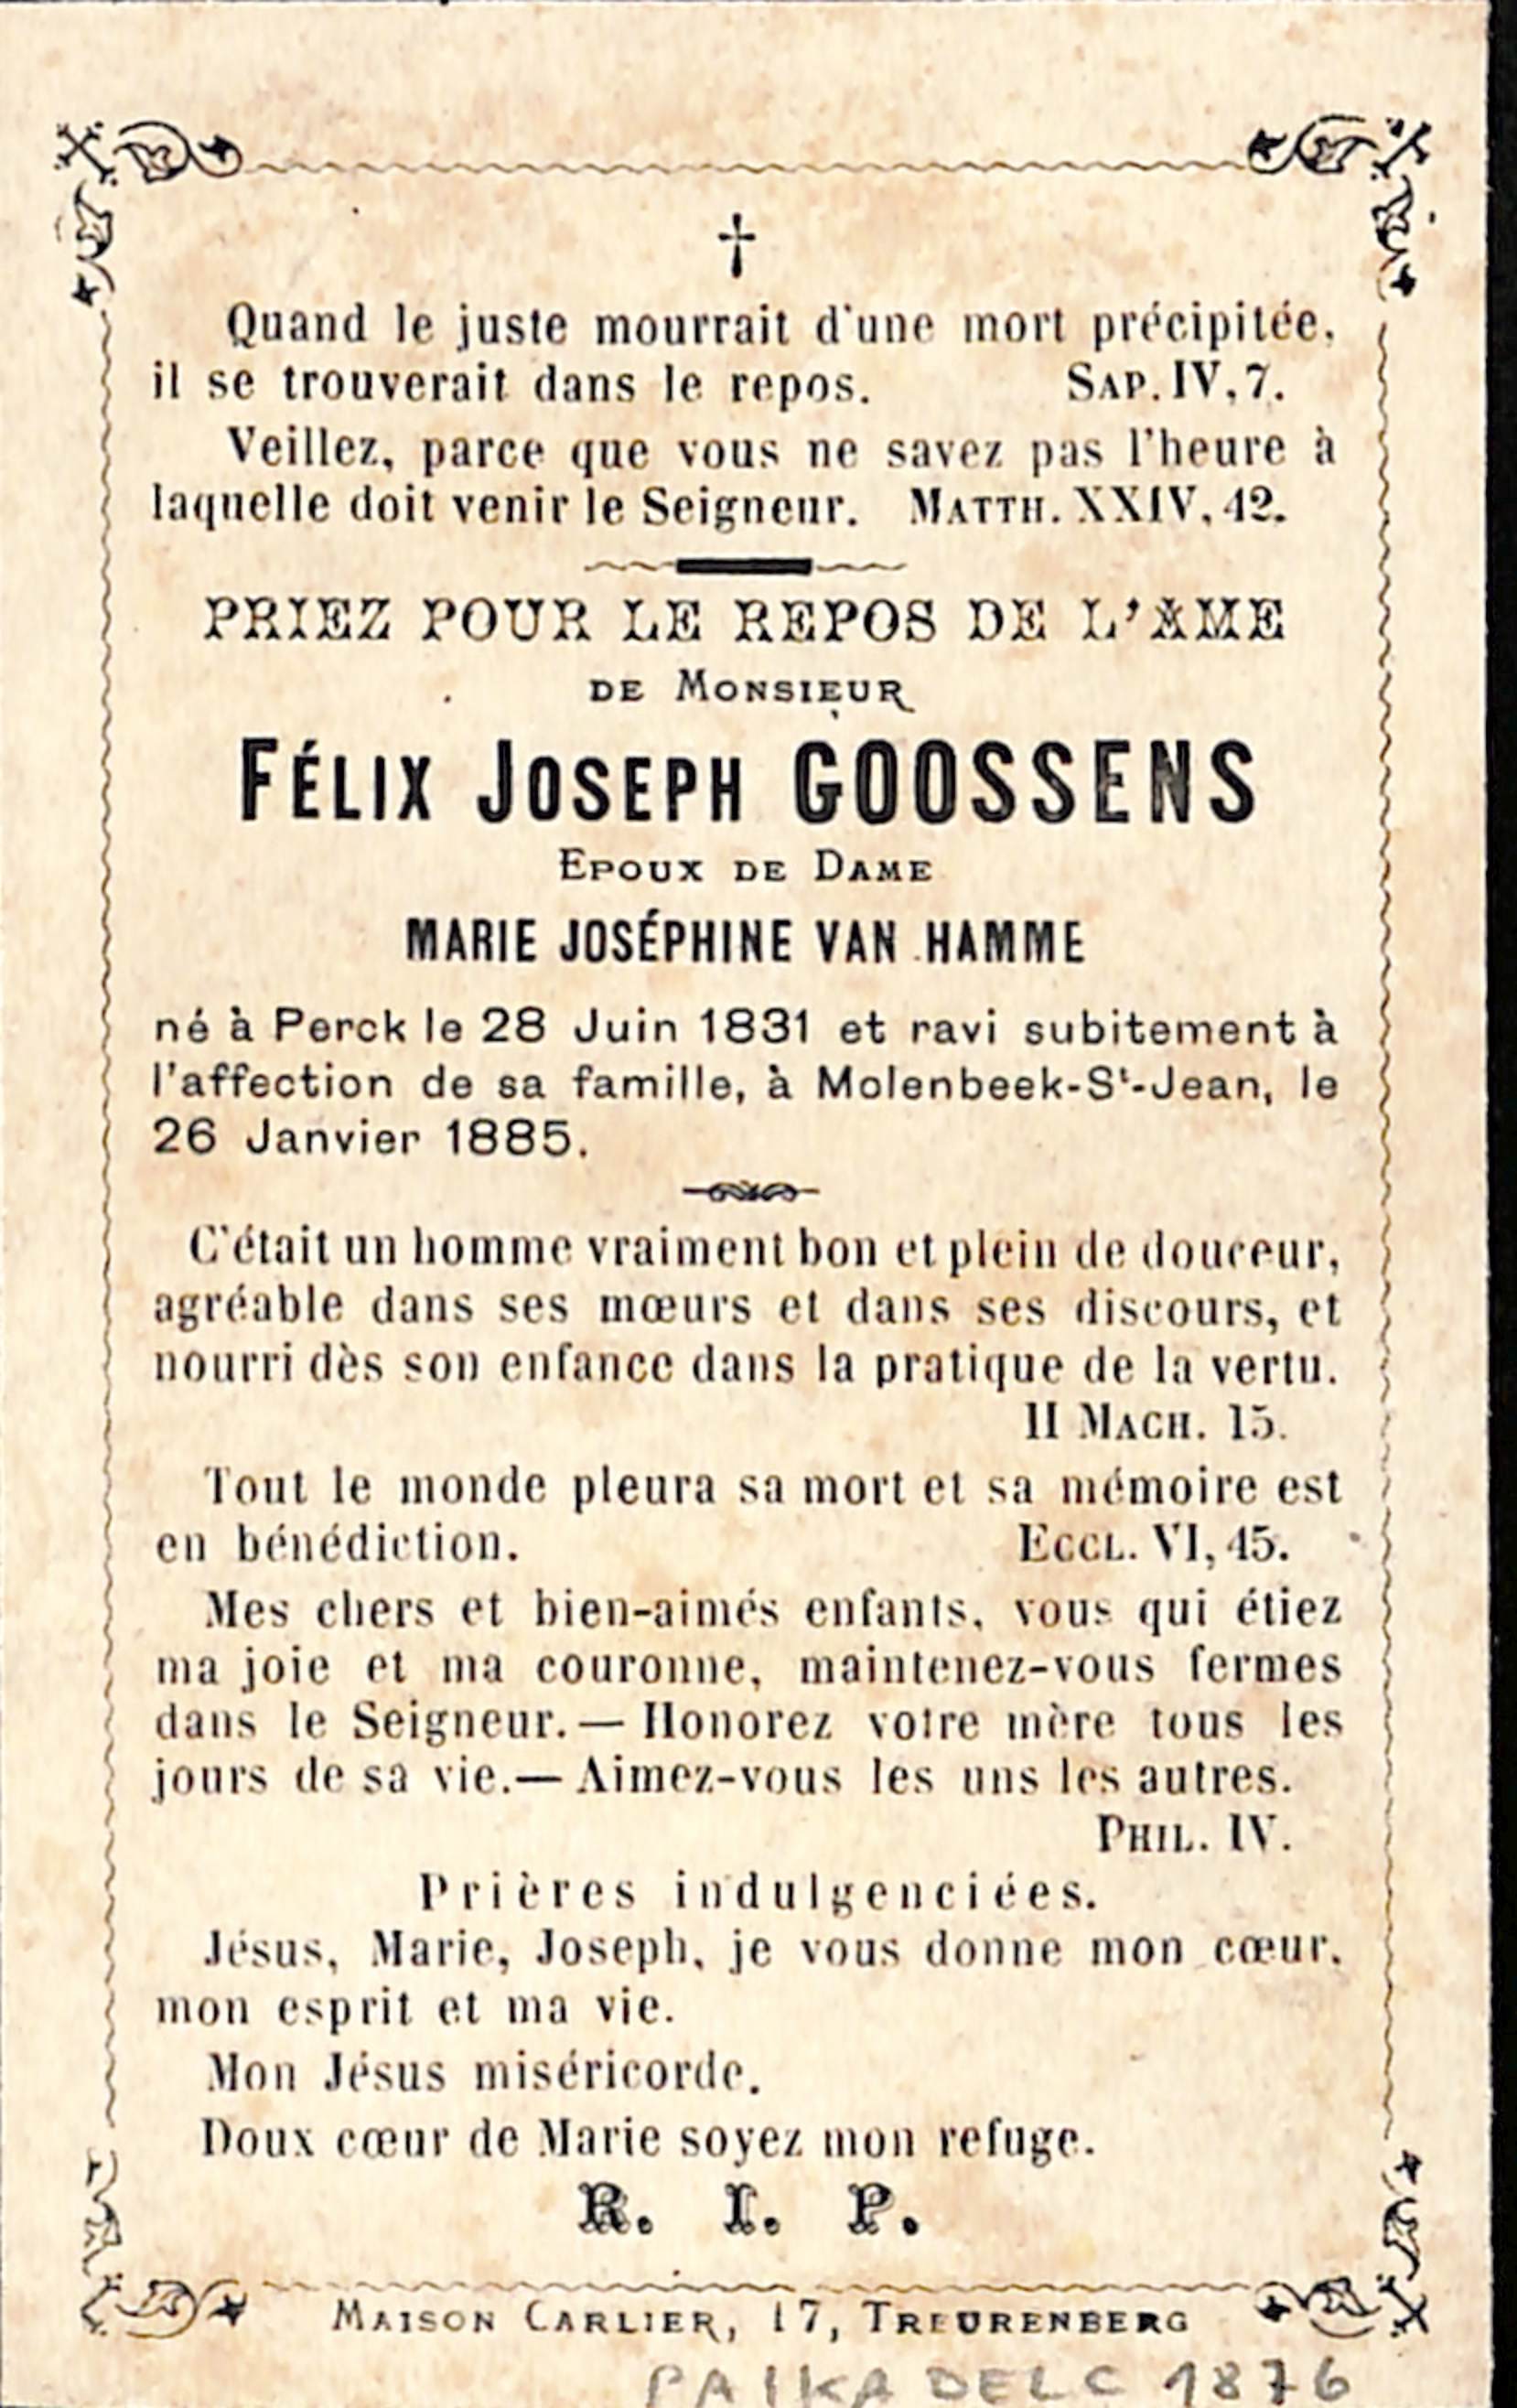 †
Quand le juste mourrait d'une mort précipitée,
il se trouverait dans le repos. SAP. IV, 7.
Veillez, parce que vous ne savez pas l'heure à
laquelle doit venir le Seigneur. MATTH. XXIV, 42.
PRIEZ POUR LE REPOS DE L'AME
DE MONSIEUR
FÉLIX JOSEPH GOOSSENS
EPOUX DE DAME
MARIE JOSÉPHINE VAN HAMME
né à Perck le 28 Juin 1831 et ravi subitement à
l'affection de sa famille, à Molenbeek-St-Jean, le
26 Janvier 1885.
C'était un homme vraiment bon et plein de douceur,
agréable dans ses mœurs et dans ses discours, et
nourri dès son enfance dans la pratique de la vertu.
II MACH. 15.
Tout le monde pleura sa mort et sa mémoire est
en bénédiction. ECCL. VI, 45.
Mes chers et bien-aimés enfants, vous qui étiez
ma joie et ma couronne, maintenez-vous fermes
dans le Seigneur. — Honorez votre mère tous les
jours de sa vie. — Aimez-vous les uns les autres.
PHIL. IV.
Prières indulgenciées.
Jésus, Marie, Joseph, je vous donne mon cœur,
mon esprit et ma vie.
Mon Jésus miséricorde.
Doux cœur de Marie soyez mon refuge.
R. I. P.
MAISON CARLIER, 17, TREURENBERG
PAIKA DELC 1876